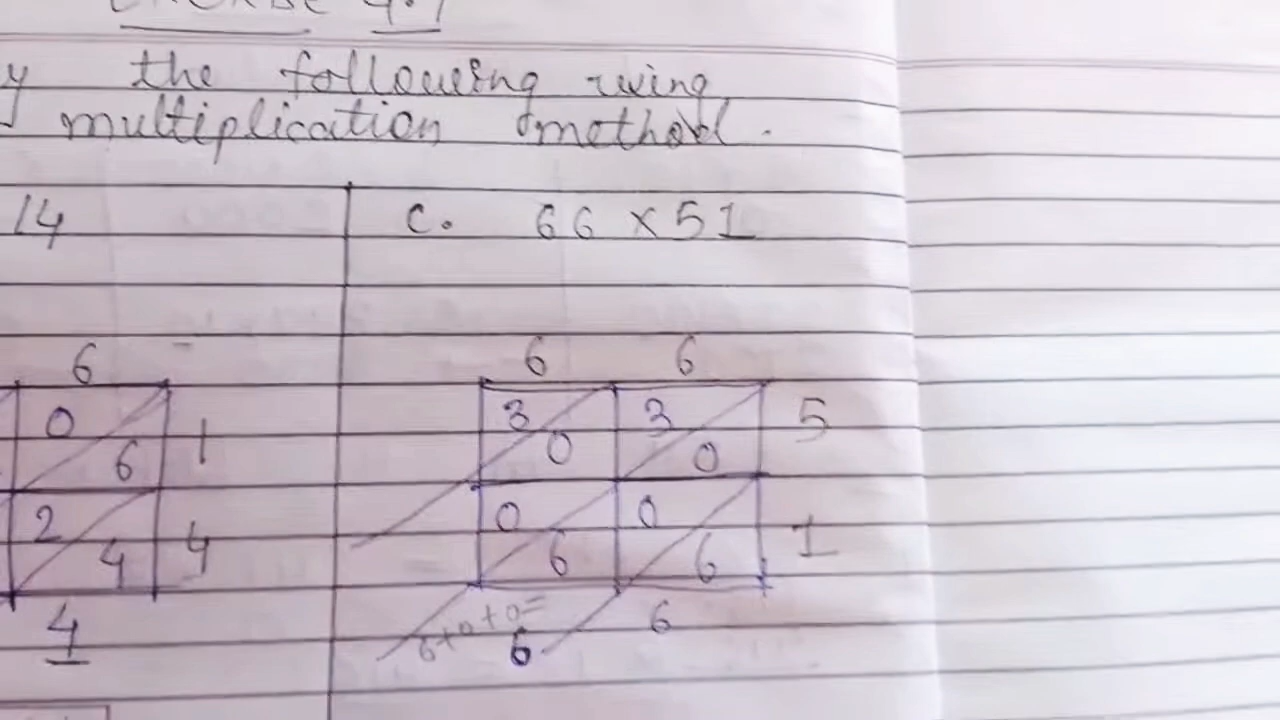 y the following using
multiplication method.
14
c. 66 x 51
6
0
6
1
2
4
4
4
6 6
3 3 5
0 0
0 0 1
6 6
6+0+0=
6 6